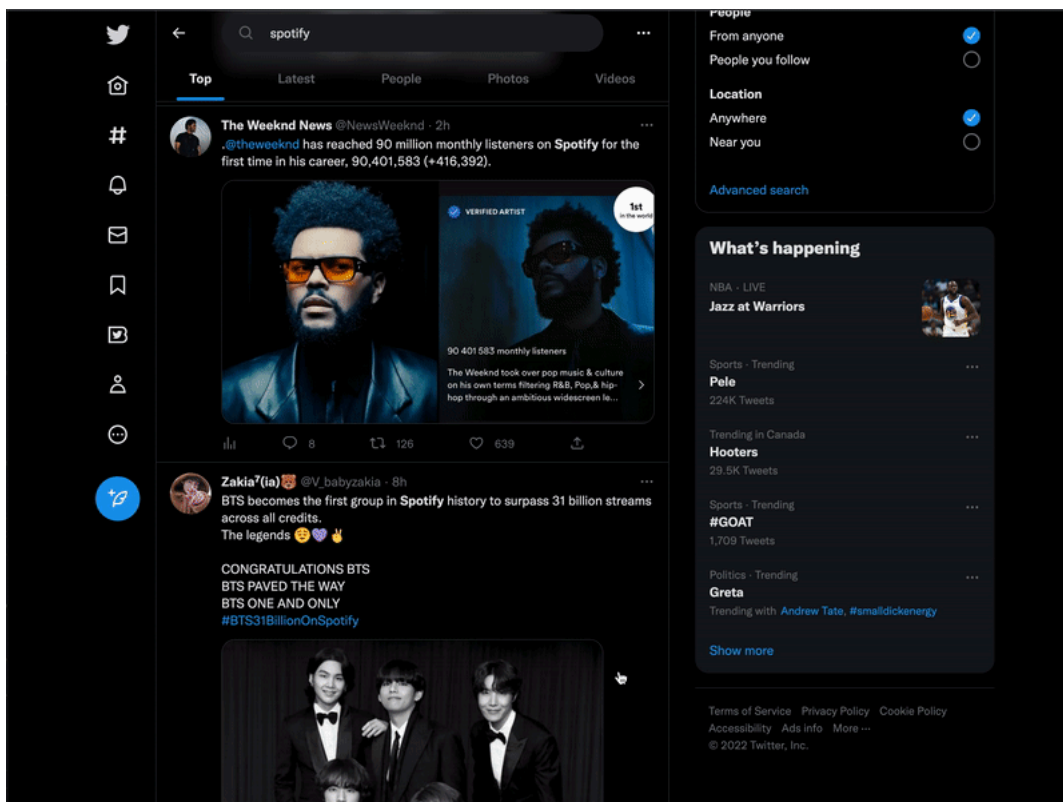 spotify
Top
Latest
People
Photos
Videos
The Weeknd News @NewsWeeknd · 2h
.@theweeknd has reached 90 million monthly listeners on Spotify for the
first time in his career, 90,401,583 (+416,392).
VERIFIED ARTIST
1st
in the world
90 401 583 monthly listeners
The Weeknd took over pop music & culture
on his own terms filtering R&B, Pop,& hip-
hop through an ambitious widescreen le...
8
126
639
Zakia⁷(ia)🐻 @V_babyzakia · 8h
BTS becomes the first group in Spotify history to surpass 31 billion streams
across all credits.
The legends 😌💜✌
CONGRATULATIONS BTS
BTS PAVED THE WAY
BTS ONE AND ONLY
#BTS31BillionOnSpotify
People
From anyone
People you follow
Location
Anywhere
Near you
Advanced search
What's happening
NBA · LIVE
Jazz at Warriors
Sports · Trending
Pele
224K Tweets
Trending in Canada
Hooters
29.5K Tweets
Sports · Trending
#GOAT
1,709 Tweets
Politics · Trending
Greta
Trending with Andrew Tate, #smalldickenergy
Show more
Terms of Service Privacy Policy Cookie Policy
Accessibility Ads info More ···
© 2022 Twitter, Inc.